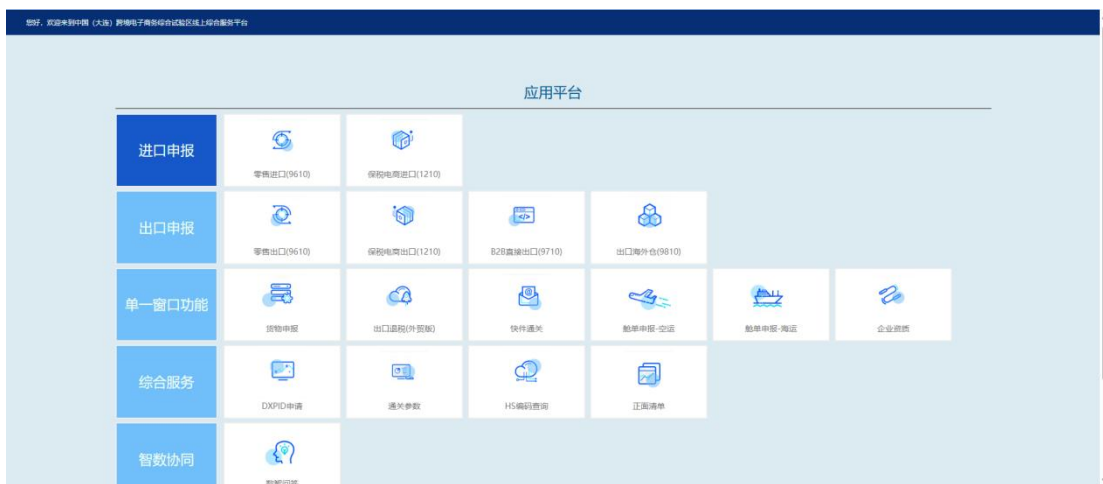 您好，欢迎来到中国（大连）跨境电子商务综合试验区线上综合服务平台
应用平台
进口申报
零售进口(9610)
保税电商进口(1210)
出口申报
零售出口(9610)
保税电商出口(1210)
B2B直接出口(9710)
出口海外仓(9810)
单一窗口功能
货物申报
出口退税(外贸版)
快件通关
舱单申报-空运
舱单申报-海运
企业资质
综合服务
DXPID申请
通关参数
HS编码查询
正面清单
智数协同